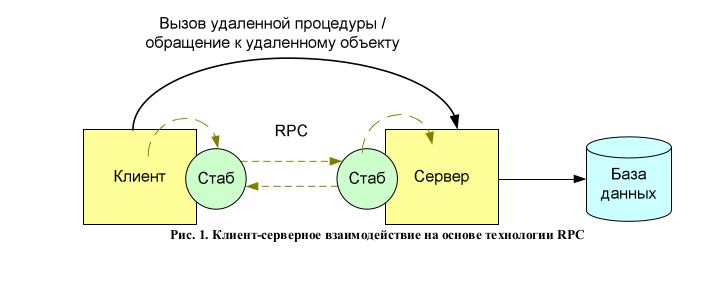 Вызов удаленной процедуры /
обращение к удаленному объекту
RPC
Клиент
Стаб
Стаб
Сервер
База
данных
Рис. 1. Клиент-серверное взаимодействие на основе технологии RPC